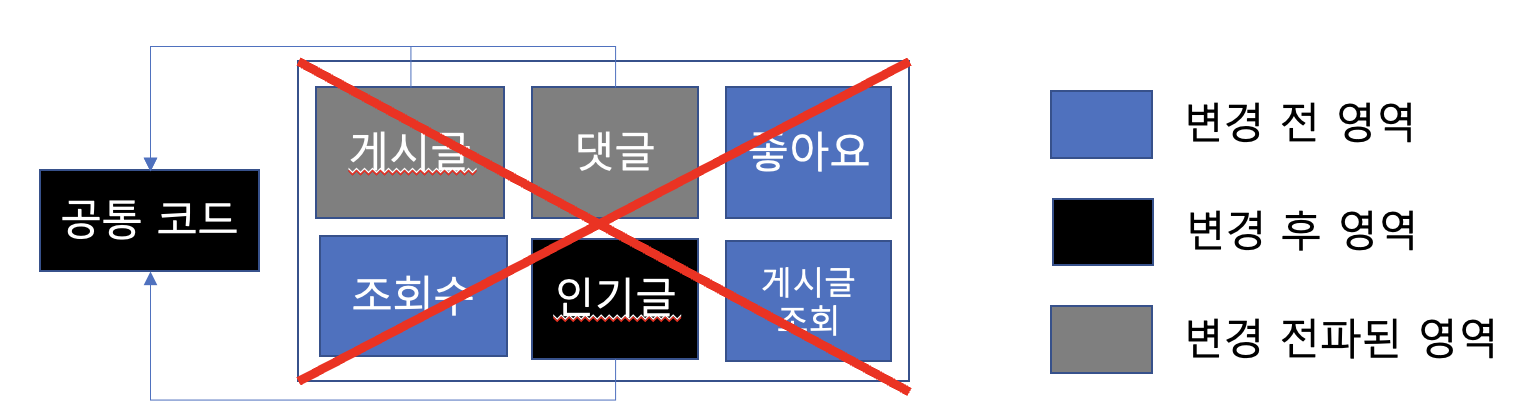 게시글
댓글
좋아요
공통 코드
조회수
인기글
게시글
조회
변경 전 영역
변경 후 영역
변경 전파된 영역